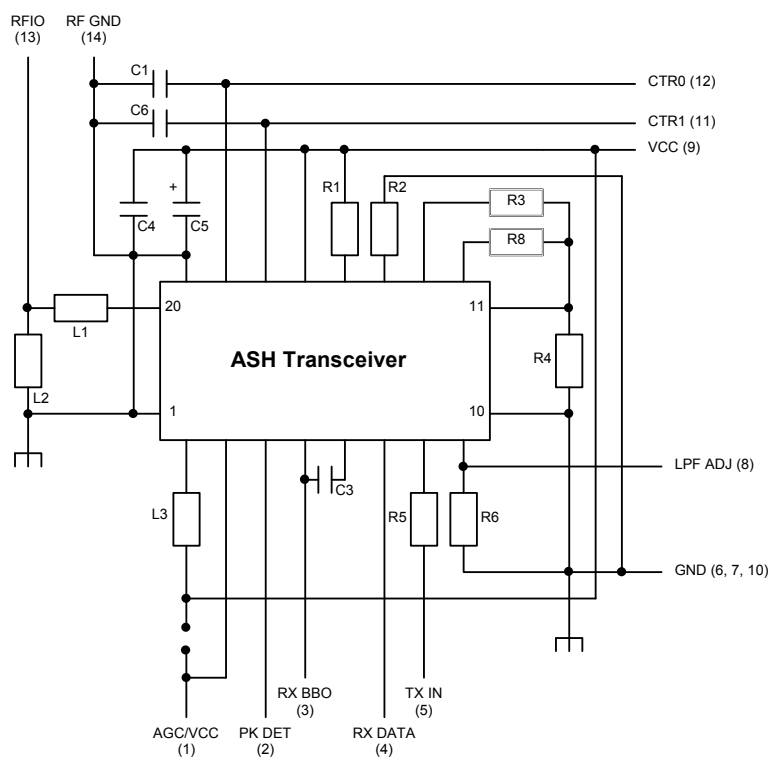 RFIO
(13)
RF GND
(14)
C1
CTR0 (12)
C6
CTR1 (11)
VCC (9)
+
R1
R2
R3
C4
C5
R8
20
11
L1
ASH Transceiver
R4
L2
1
10
LPF ADJ (8)
C3
L3
R5
R6
GND (6, 7, 10)
RX BBO
(3)
TX IN
(5)
AGC/VCC
(1)
PK DET
(2)
RX DATA
(4)